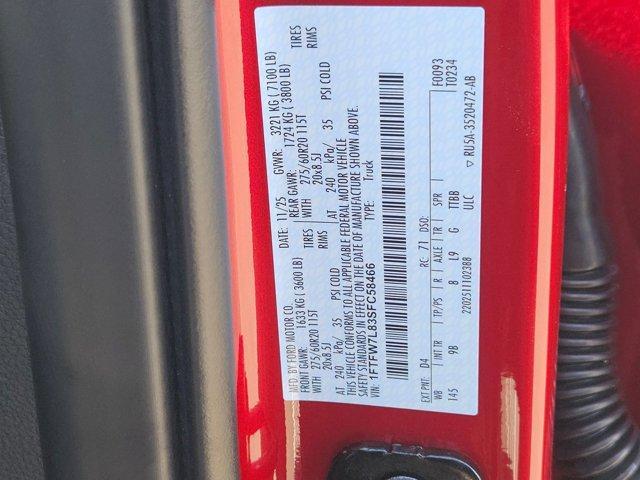 MFD. BY FORD MOTOR CO.
DATE: 11/25 GVWR: 3221 KG ( 7100 LB)
FRONT GAWR: 1633 KG ( 3600 LB) REAR GAWR: 1724 KG ( 3800 LB)
WITH 275/60R20 115T TIRES WITH 275/60R20 115T TIRES
20x8.5J RIMS 20x8.5J RIMS
AT 240 kPa/ 35 PSI COLD AT 240 kPa/ 35 PSI COLD
THIS VEHICLE CONFORMS TO ALL APPLICABLE FEDERAL MOTOR VEHICLE
SAFETY STANDARDS IN EFFECT ON THE DATE OF MANUFACTURE SHOWN ABOVE.
VIN: 1FTFW7L83SFC58466 TYPE: Truck
F0093
T0234
EXT PNT: D4 RC: 71 DSO:
WB INT TR TP/PS R AXLE TR SPR
145 9B 8 L9 G TTBB
2202511102388 ULC
▽ RU5A-3520472-AB